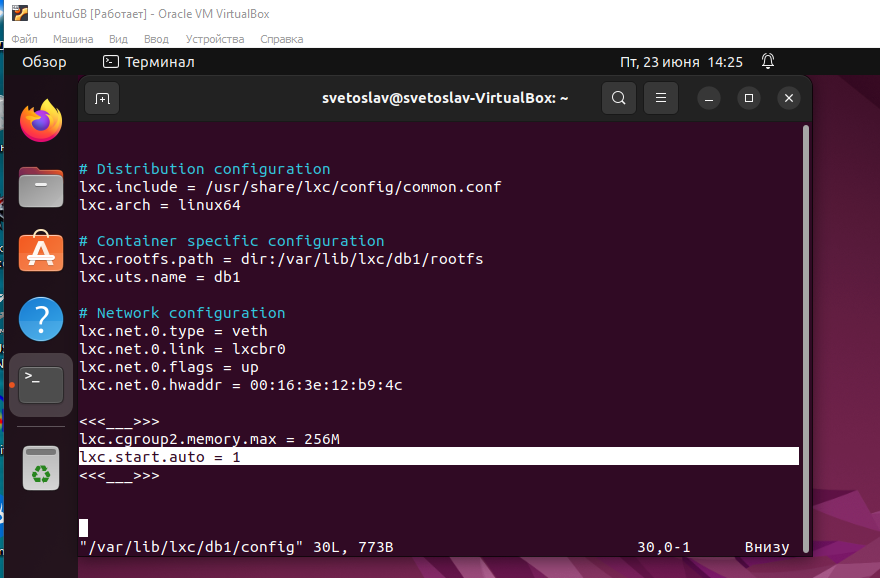 ubuntuGB [Работает] - Oracle VM VirtualBox
Файл Машина Вид Ввод Устройства Справка
Обзор Терминал Пт, 23 июня 14:25
svetoslav@svetoslav-VirtualBox: ~
# Distribution configuration
lxc.include = /usr/share/lxc/config/common.conf
lxc.arch = linux64
# Container specific configuration
lxc.rootfs.path = dir:/var/lib/lxc/db1/rootfs
lxc.uts.name = db1
# Network configuration
lxc.net.0.type = veth
lxc.net.0.link = lxcbr0
lxc.net.0.flags = up
lxc.net.0.hwaddr = 00:16:3e:12:b9:4c
<<<___>>>
lxc.cgroup2.memory.max = 256M
lxc.start.auto = 1
<<<___>>>
"/var/lib/lxc/db1/config" 30L, 773B 30,0-1 Внизу